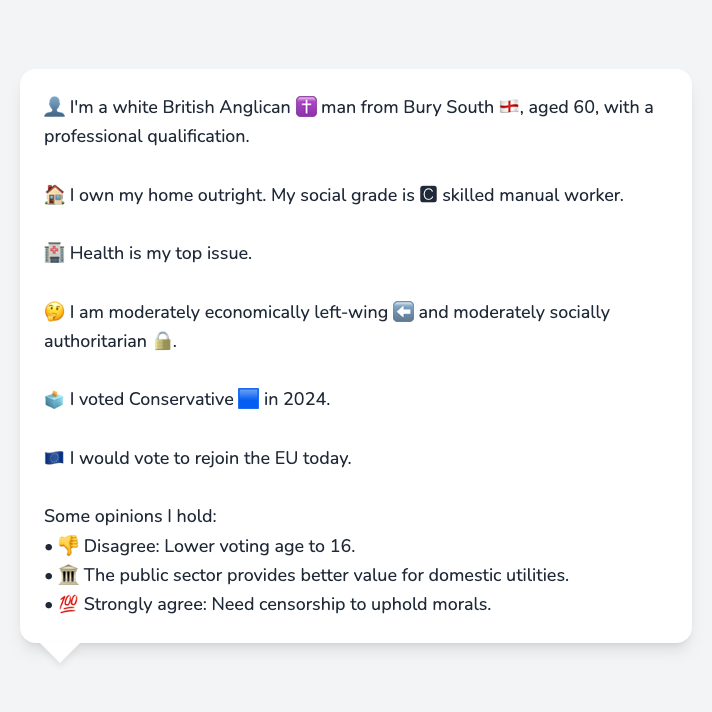 👤 I'm a white British Anglican ✝️ man from Bury South 🏴󠁧󠁢󠁥󠁮󠁧󠁿, aged 60, with a
professional qualification.
🏠 I own my home outright. My social grade is 🅲 skilled manual worker.
🏥 Health is my top issue.
🤔 I am moderately economically left-wing ⬅️ and moderately socially
authoritarian 🔒.
🗳️ I voted Conservative 🟦 in 2024.
🇪🇺 I would vote to rejoin the EU today.
Some opinions I hold:
• 👎 Disagree: Lower voting age to 16.
• 🏛️ The public sector provides better value for domestic utilities.
• 💯 Strongly agree: Need censorship to uphold morals.